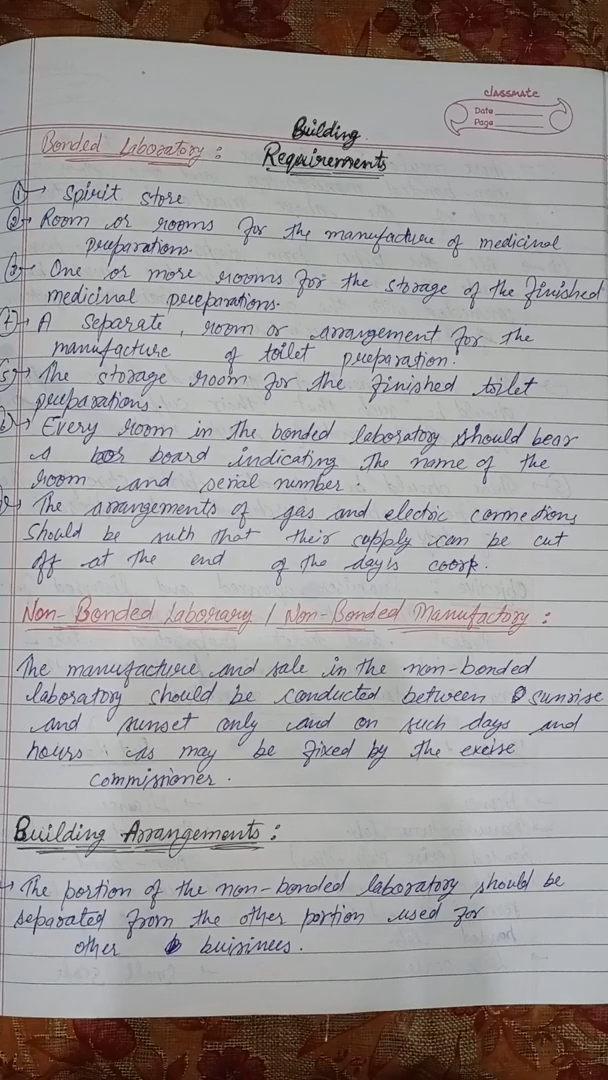 classmate
Date
Page
Building
Bonded Laboratory : Requirements
① → Spirit store
② → Room or rooms for the manufacture of medicinal
preparations.
③ → One or more rooms for the storage of the finished
medicinal preparations.
→ A separate, room or arrangement for the
manufacture of toilet preparation.
5 → The storage room for the finished toilet
preparations.
6 → Every room in the bonded laboratory should bear
a board indicating the name of the
room and serial number.
→ The arrangements of gas and electric connections
should be such that their supply can be cut
off at the end of the day's coork.
Non-Bonded Laborary / Non-Bonded Manufactory :
The manufacture and sale in the non-bonded
laboratory should be conducted between sunrise
and sunset only and on such days and
hours as may be fixed by the excise
commissioner.
Building Arrangements :
→ The portion of the non-bonded laboratory should be
separated from the other portion used for
other buisinees.